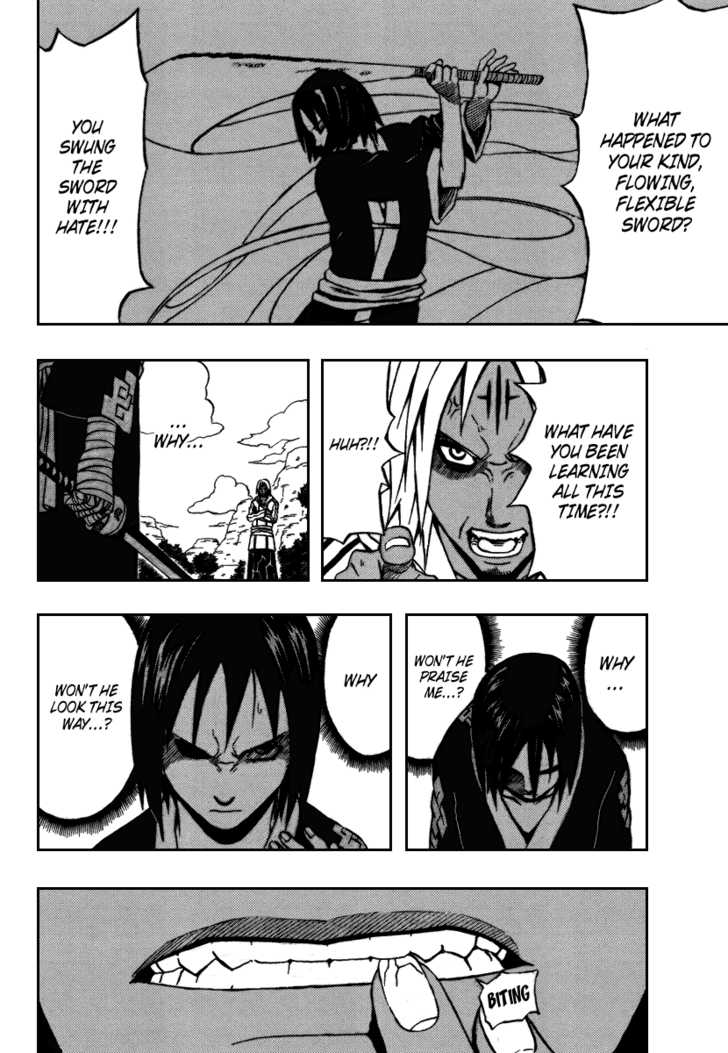 WHAT
HAPPENED TO
YOUR KIND,
FLOWING,
FLEXIBLE
SWORD?
YOU
SWUNG
THE
SWORD
WITH
HATE!!!
WHAT HAVE
YOU BEEN
LEARNING
ALL THIS
TIME?!!
HUH?!!
...
WHY...
WHY
...
WON'T HE
PRAISE
ME...?
WHY
WON'T HE
LOOK THIS
WAY...?
BITING